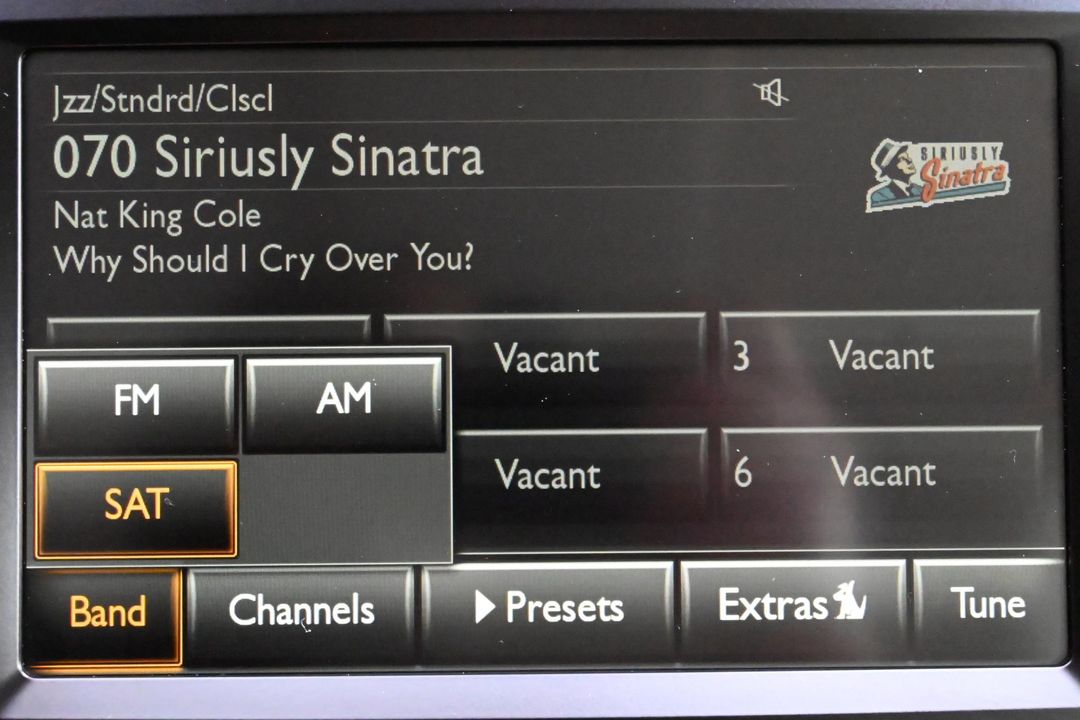 Jzz/Stndrd/Clscl
070 Siriusly Sinatra
SIRIUSLY
Sinatra
Nat King Cole
Why Should I Cry Over You?
Vacant
3 Vacant
FM AM
SAT
Vacant
6 Vacant
Band Channels Presets Extras Tune